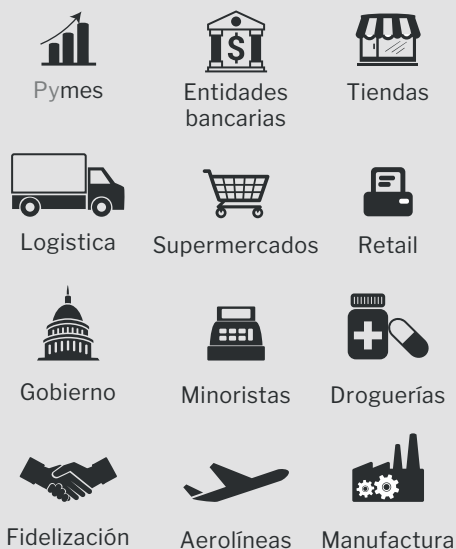 Pymes
Entidades
bancarias
Tiendas
Logistica
Supermercados
Retail
Gobierno
Minoristas
Droguerías
Fidelización
Aerolíneas
Manufactura